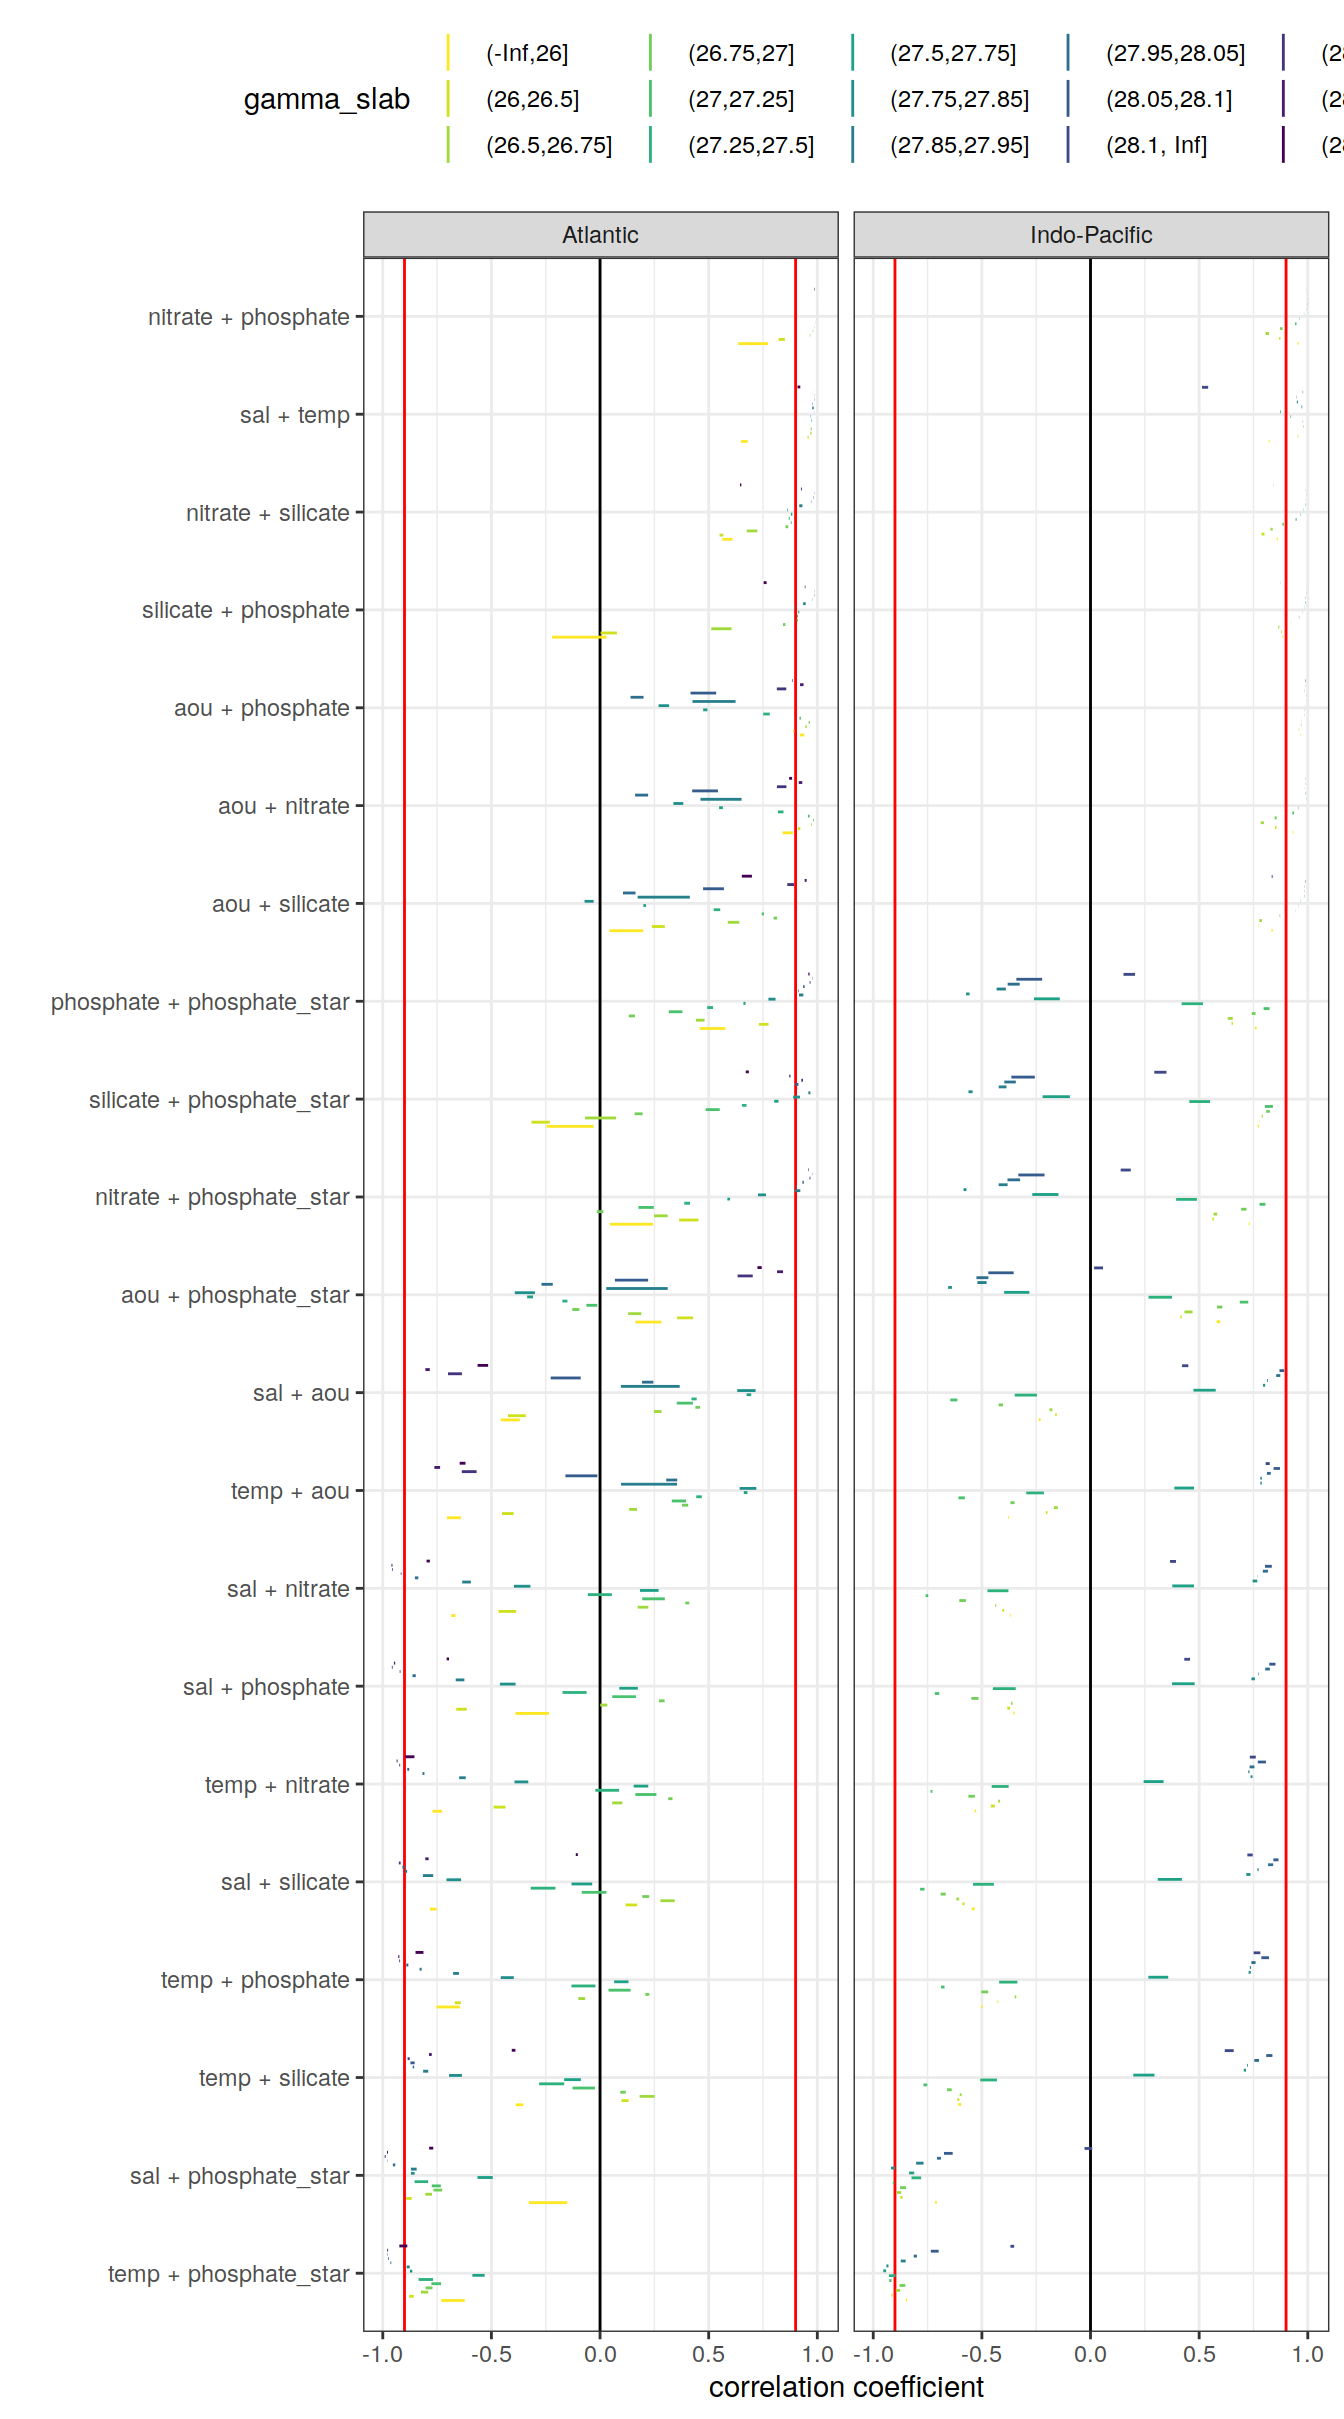 gamma_slab
(-Inf,26] (26.75,27] (27.5,27.75] (27.95,28.05]
(26,26.5] (27,27.25] (27.75,27.85] (28.05,28.1]
(26.5,26.75] (27.25,27.5] (27.85,27.95] (28.1, Inf]
Atlantic Indo-Pacific
nitrate + phosphate
sal + temp
nitrate + silicate
silicate + phosphate
aou + phosphate
aou + nitrate
aou + silicate
phosphate + phosphate_star
silicate + phosphate_star
nitrate + phosphate_star
aou + phosphate_star
sal + aou
temp + aou
sal + nitrate
sal + phosphate
temp + nitrate
sal + silicate
temp + phosphate
temp + silicate
sal + phosphate_star
temp + phosphate_star
-1.0 -0.5 0.0 0.5 1.0 -1.0 -0.5 0.0 0.5 1.0
correlation coefficient